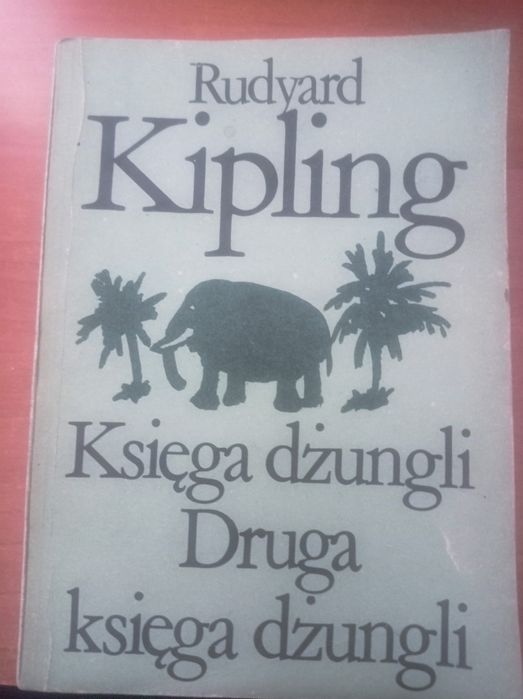 Rudyard
Kipling
Księga dżungli
Druga
księga dżungli